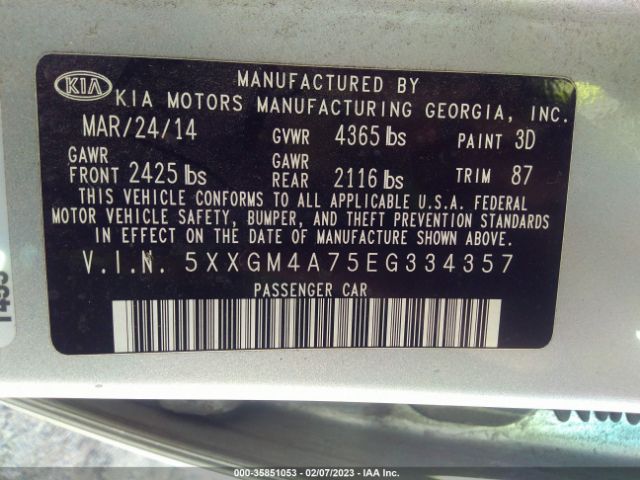 KIA
MANUFACTURED BY
KIA MOTORS MANUFACTURING GEORGIA, INC.
MAR/24/14 GVWR 4365 lbs PAINT 3D
GAWR FRONT 2425 lbs GAWR REAR 2116 lbs TRIM 87
THIS VEHICLE CONFORMS TO ALL APPLICABLE U.S.A. FEDERAL
MOTOR VEHICLE SAFETY, BUMPER, AND THEFT PREVENTION STANDARDS
IN EFFECT ON THE DATE OF MANUFACTURE SHOWN ABOVE.
V.I.N. 5XXGM4A75EG334357
PASSENGER CAR
000-35851053 - 02/07/2023 - IAA Inc.